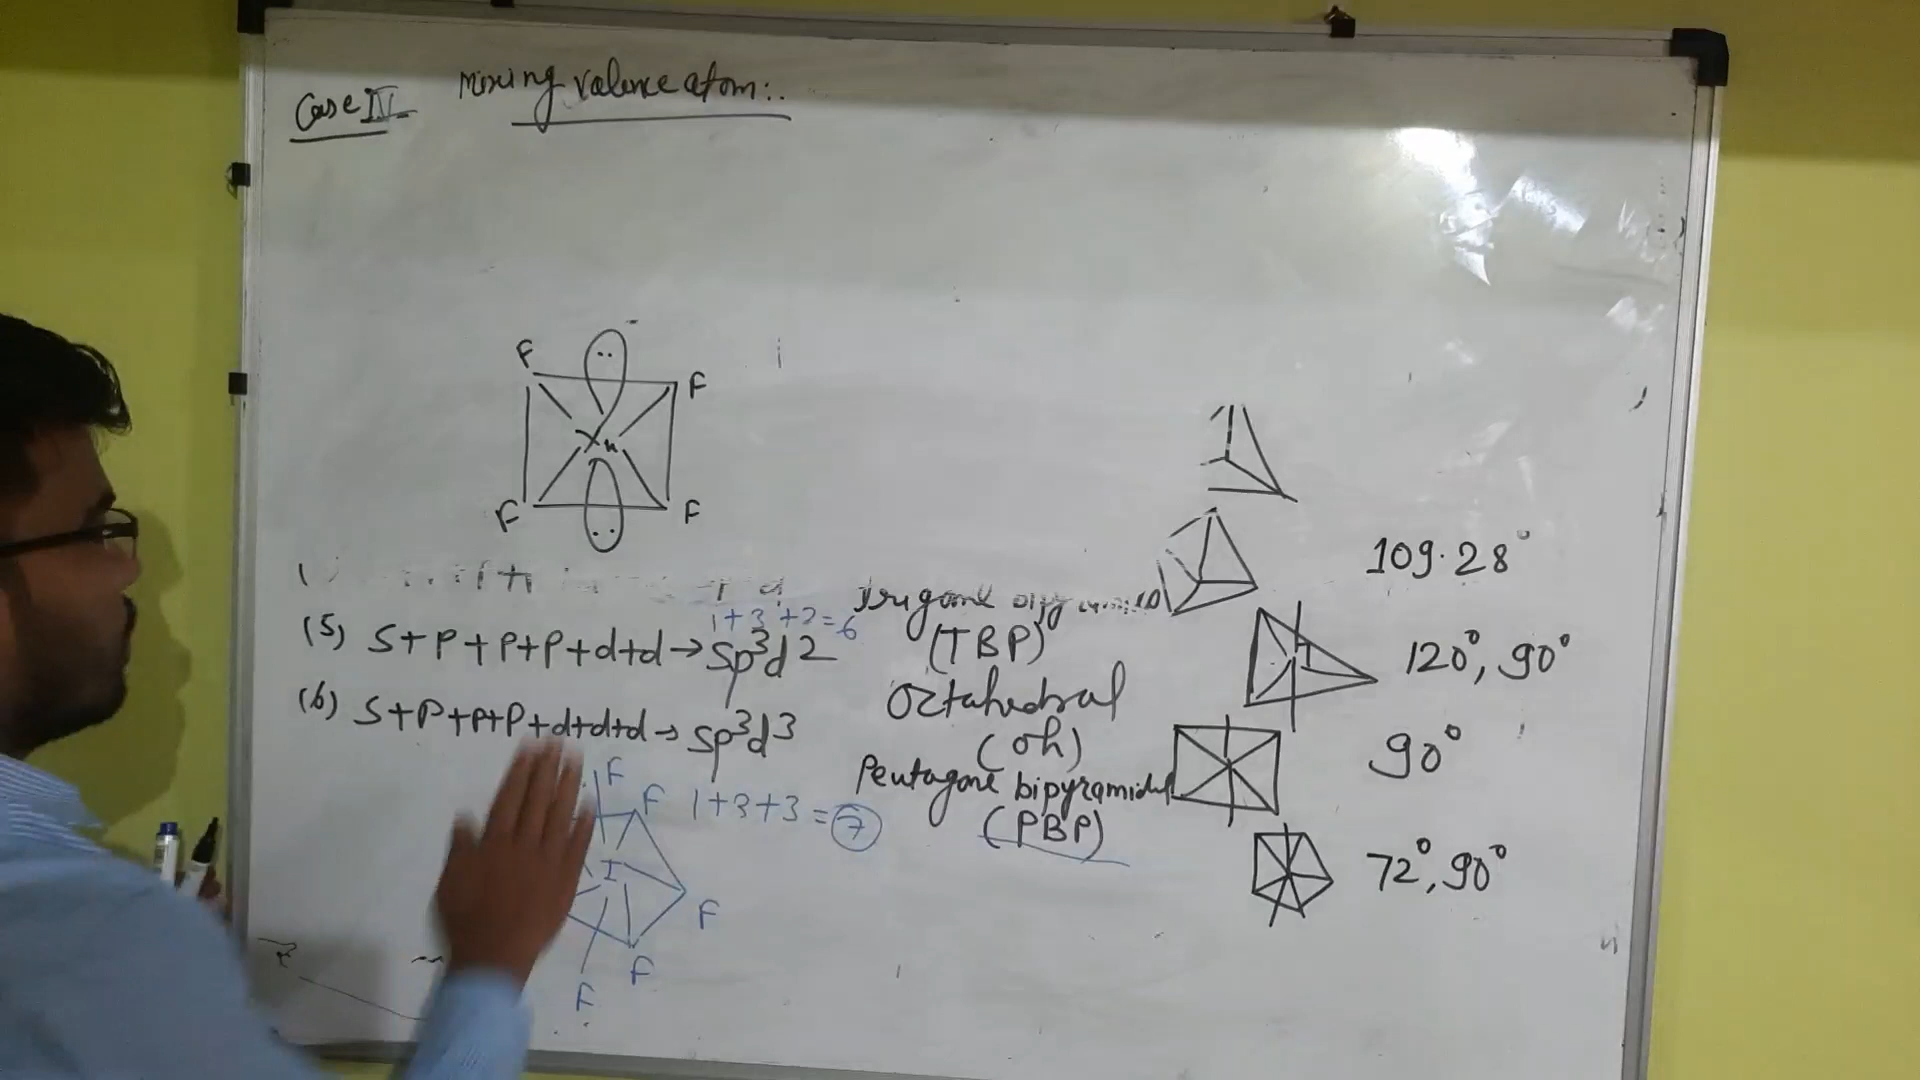 Case IV Mixing valence atom:.
F
F
Xe
F
F
109.28°
1+3+2=6
(TBP)
(5) S+P+P+P+d+d→sp3d2
120°, 90°
Octahedral
(6) S+P+P+P+d+d+d→sp3d3
(Oh)
90°
F
F
1+3+3=7
Pentagonal bipyramidal
(PBP)
I
72°, 90°
F
F
F